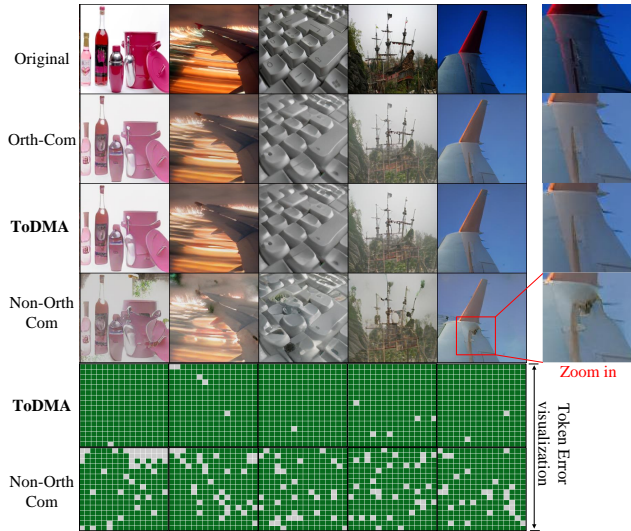 Original
Orth-Com
ToDMA
Non-Orth
Com
Zoom in
ToDMA
Non-Orth
Com
Token Error
visualization